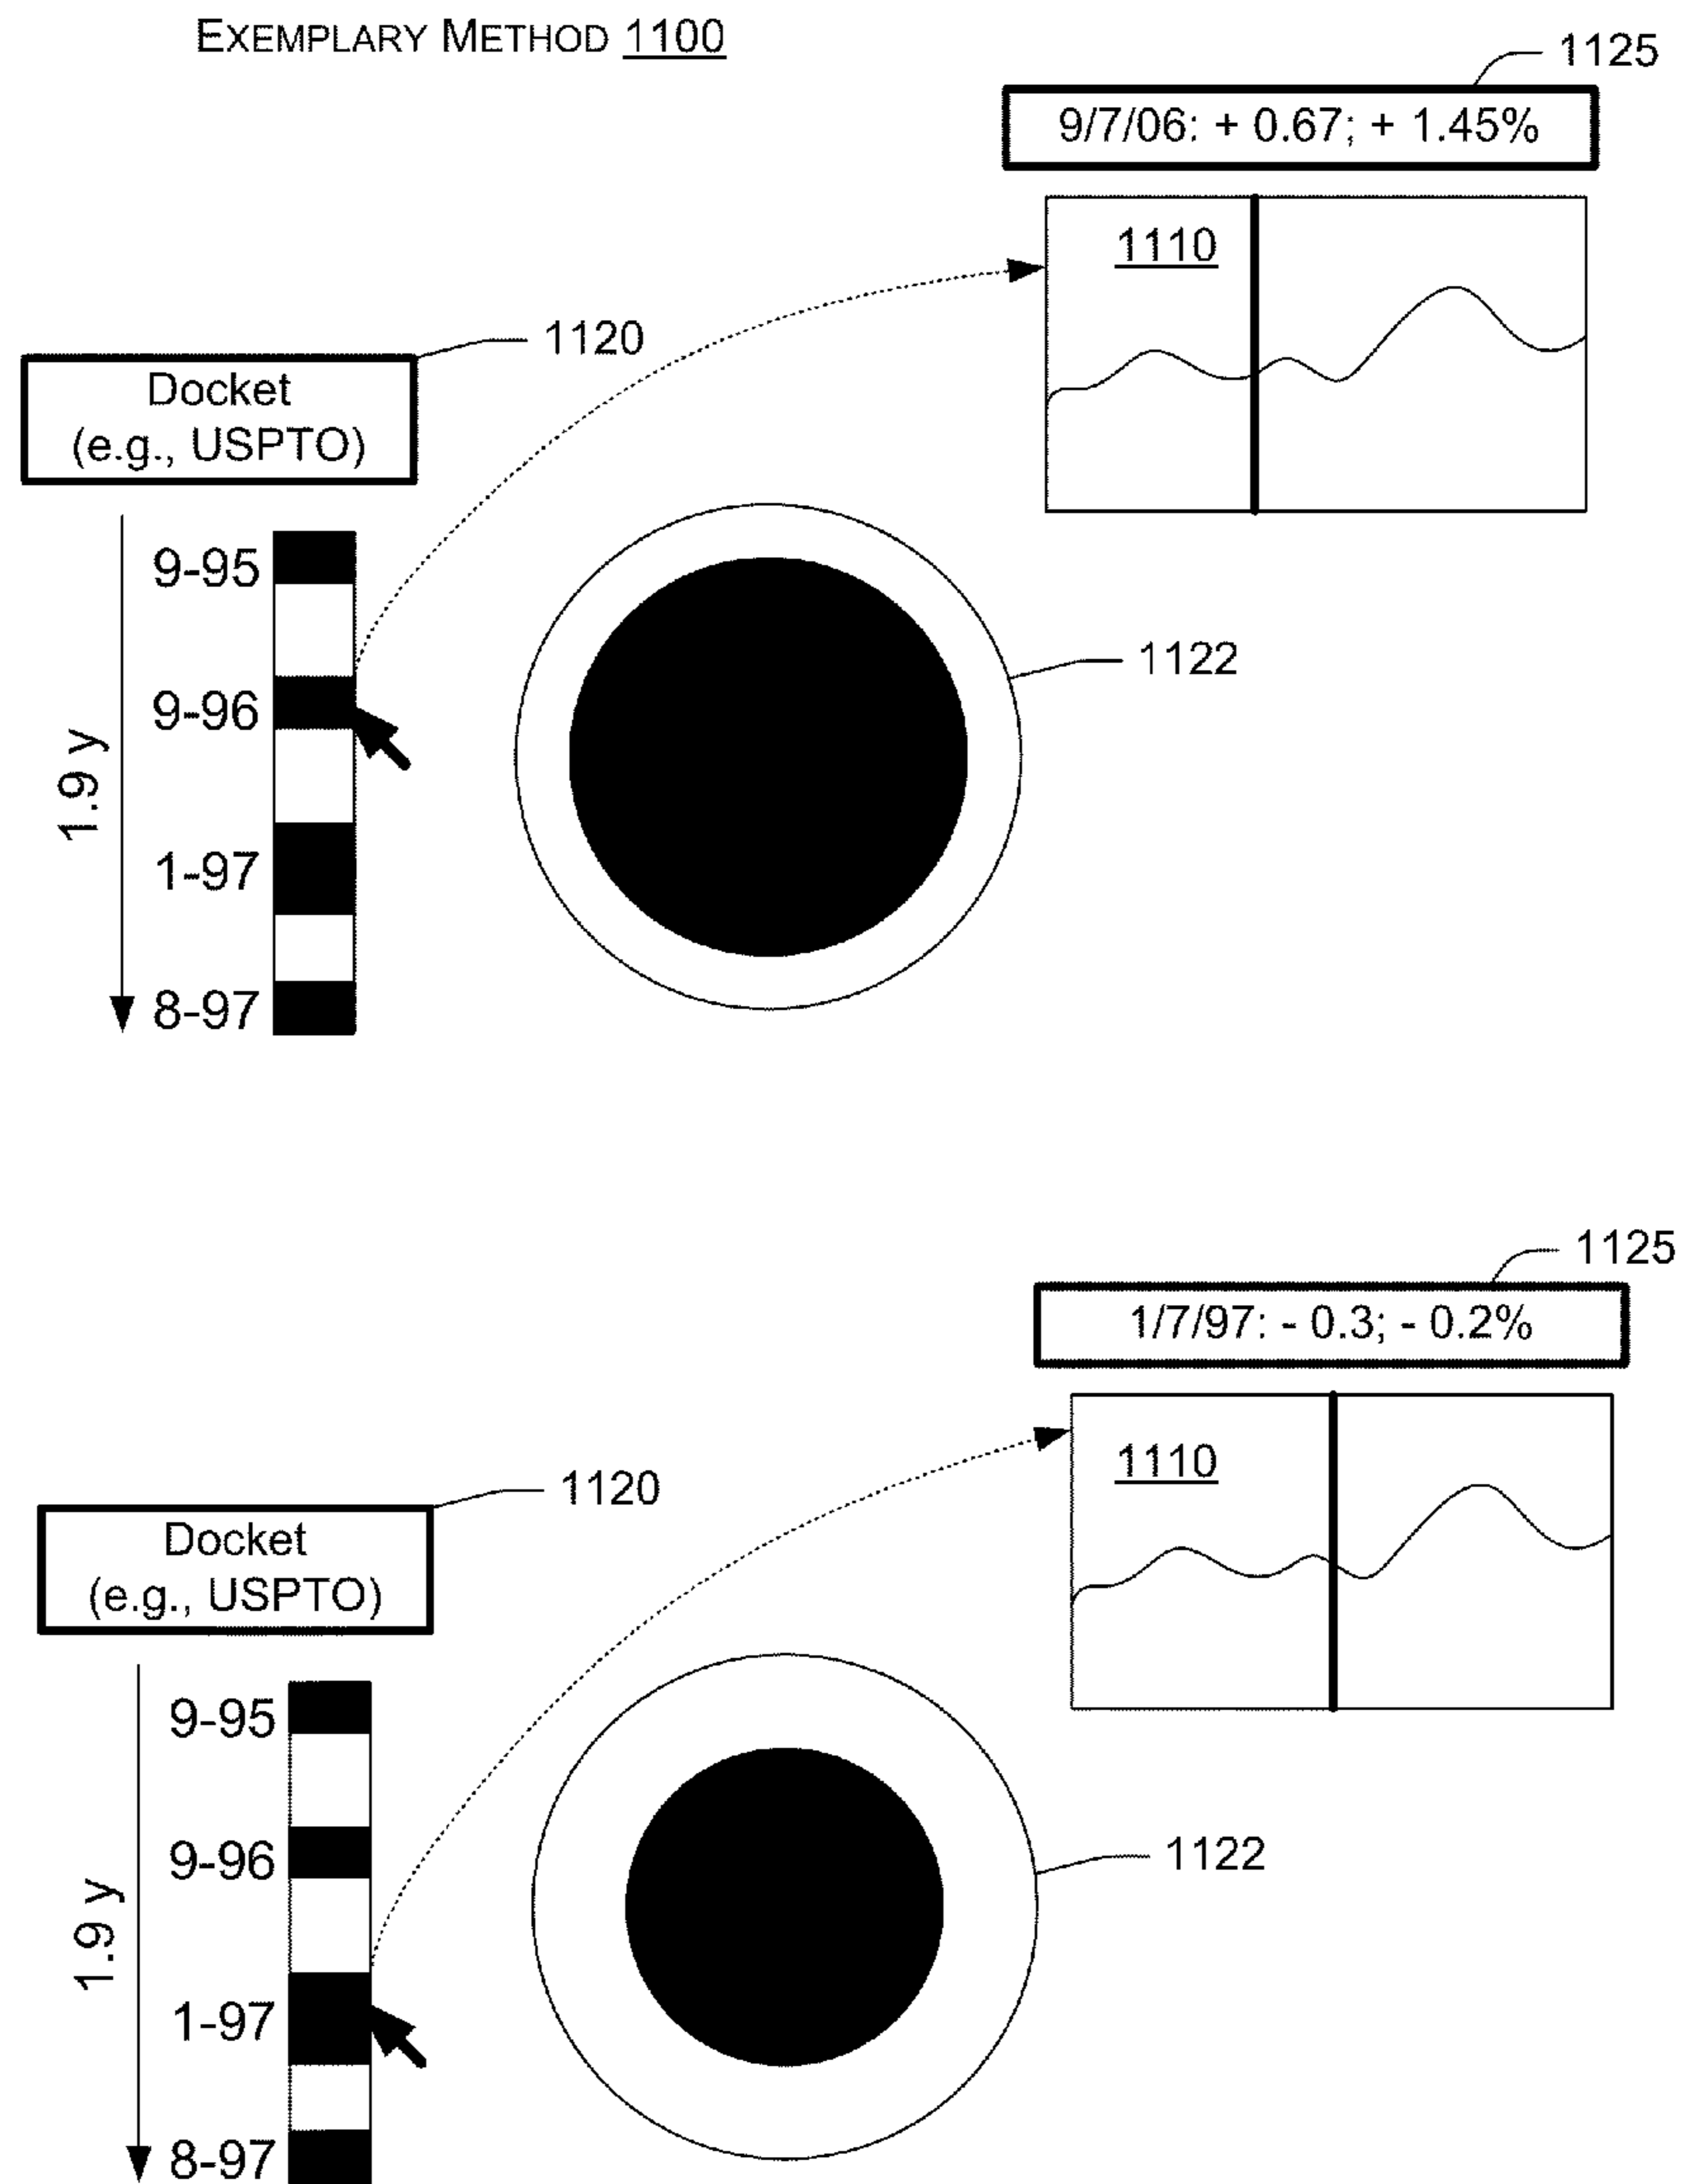 EXEMPLARY METHOD 1100
1125
9/7/06: + 0.67; + 1.45%
1110
1120
Docket
(e.g., USPTO)
9-95
1122
9-96
1.9 y
1-97
8-97
1125
1/7/97: - 0.3; - 0.2%
1110
1120
Docket
(e.g., USPTO)
9-95
9-96
1122
1.9 y
1-97
8-97